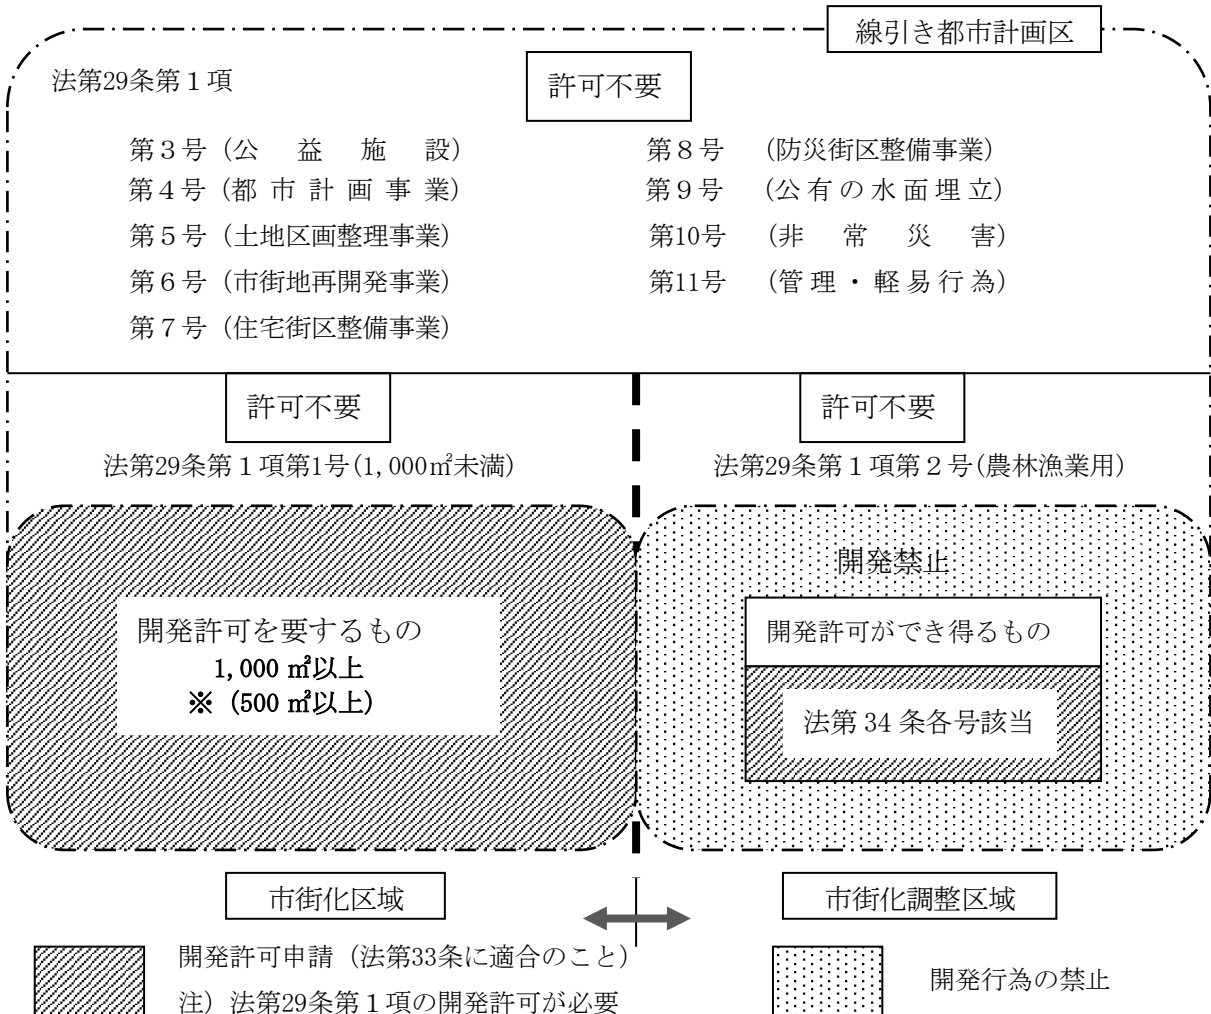 線引き都市計画区
法第29条第１項
許可不要
第３号（公益施設）
第４号（都市計画事業）
第５号（土地区画整理事業）
第６号（市街地再開発事業）
第７号（住宅街区整備事業）
第８号（防災街区整備事業）
第９号（公有の水面埋立）
第10号（非常災害）
第11号（管理・軽易行為）
許可不要
法第29条第１項第1号(1,000㎡未満)
開発許可を要するもの
1,000 ㎡以上
※（500 ㎡以上）
許可不要
法第29条第１項第２号(農林漁業用)
開発禁止
開発許可ができ得るもの
法第 34 条各号該当
市街化区域
市街化調整区域
開発許可申請（法第33条に適合のこと）
注）法第29条第１項の開発許可が必要
開発行為の禁止